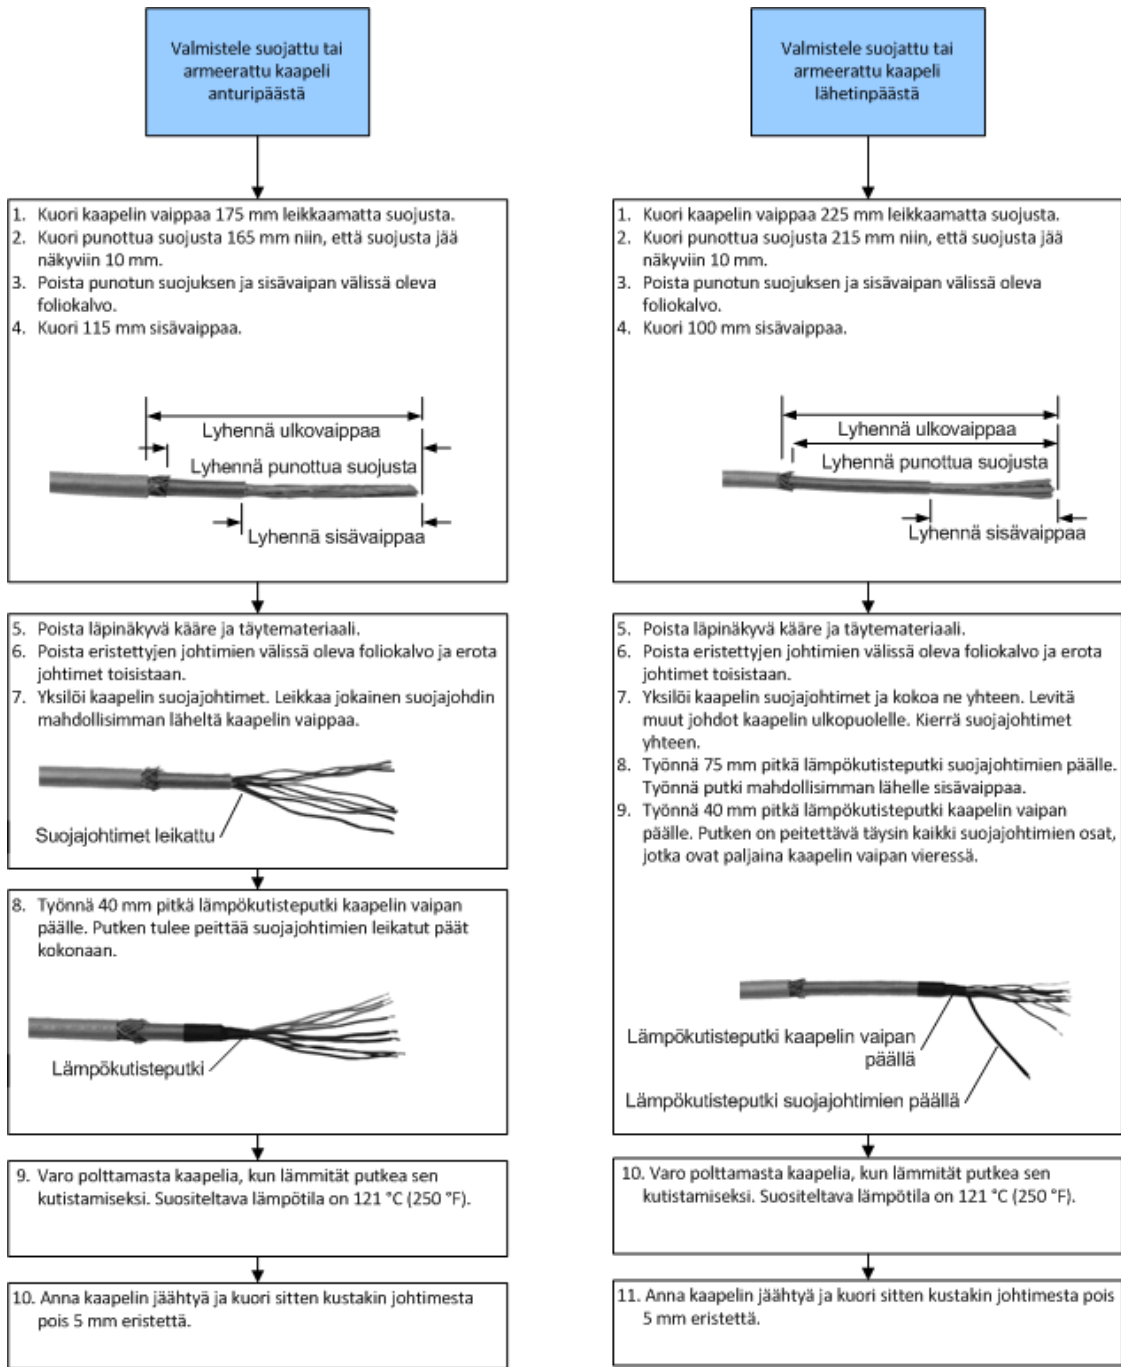 Valmistele suojattu tai
armeerattu kaapeli
anturipäästä
1. Kuori kaapelin vaippaa 175 mm leikkaamatta suojusta.
2. Kuori punottua suojusta 165 mm niin, että suojusta jää
näkyviin 10 mm.
3. Poista punotun suojuksen ja sisävaipan välissä oleva
foliokalvo.
4. Kuori 115 mm sisävaippaa.
Lyhennä ulkovaippaa
Lyhennä punottua suojusta
Lyhennä sisävaippaa
5. Poista läpinäkyvä kääre ja täytemateriaali.
6. Poista eristettyjen johtimien välissä oleva foliokalvo ja erota
johtimet toisistaan.
7. Yksilöi kaapelin suojajohtimet. Leikkaa jokainen suojajohdin
mahdollisimman läheltä kaapelin vaippaa.
Suojajohtimet leikattu
8. Työnnä 40 mm pitkä lämpökutisteputki kaapelin vaipan
päälle. Putken tulee peittää suojajohtimien leikatut päät
kokonaan.
Lämpökutisteputki
9. Varo polttamasta kaapelia, kun lämmität putkea sen
kutistamiseksi. Suositeltava lämpötila on 121 °C (250 °F).
10. Anna kaapelin jäähtyä ja kuori sitten kustakin johtimesta
pois 5 mm eristettä.
Valmistele suojattu tai
armeerattu kaapeli
lähetinpäästä
1. Kuori kaapelin vaippaa 225 mm leikkaamatta suojusta.
2. Kuori punottua suojusta 215 mm niin, että suojusta jää
näkyviin 10 mm.
3. Poista punotun suojuksen ja sisävaipan välissä oleva
foliokalvo.
4. Kuori 100 mm sisävaippaa.
Lyhennä ulkovaippaa
Lyhennä punottua suojusta
Lyhennä sisävaippaa
5. Poista läpinäkyvä kääre ja täytemateriaali.
6. Poista eristettyjen johtimien välissä oleva foliokalvo ja erota
johtimet toisistaan.
7. Yksilöi kaapelin suojajohtimet ja kokoa ne yhteen. Levitä
muut johdot kaapelin ulkopuolelle. Kierrä suojajohtimet
yhteen.
8. Työnnä 75 mm pitkä lämpökutisteputki suojajohtimien päälle.
Työnnä putki mahdollisimman lähelle sisävaippaa.
9. Työnnä 40 mm pitkä lämpökutisteputki kaapelin vaipan
päälle. Putken on peitettävä täysin kaikki suojajohtimien osat,
jotka ovat paljaina kaapelin vaipan vieressä.
Lämpökutisteputki kaapelin vaipan
päällä
Lämpökutisteputki suojajohtimien päällä
10. Varo polttamasta kaapelia, kun lämmität putkea sen
kutistamiseksi. Suositeltava lämpötila on 121 °C (250 °F).
11. Anna kaapelin jäähtyä ja kuori sitten kustakin johtimesta pois
5 mm eristettä.